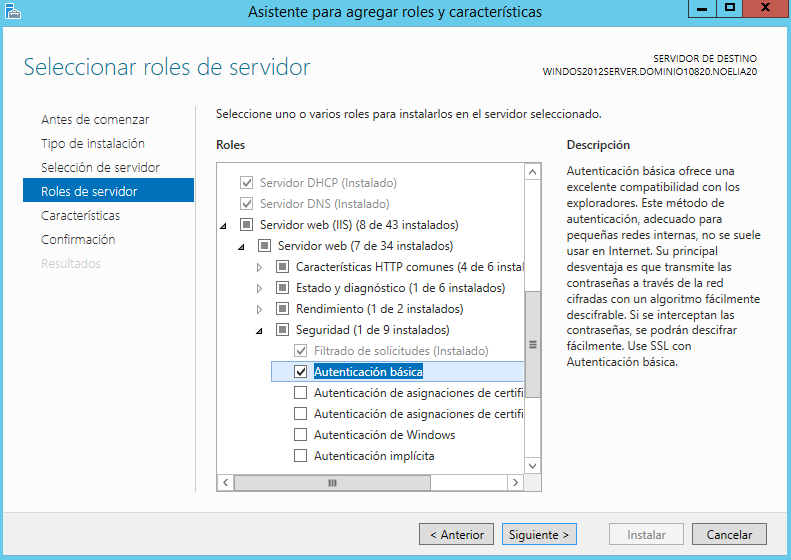 Asistente para agregar roles y características
Seleccionar roles de servidor
SERVIDOR DE DESTINO
WINDOS2012SERVER.DOMINIO10820.NOELIA20
Antes de comenzar
Tipo de instalación
Selección de servidor
Roles de servidor
Características
Confirmación
Resultados
Seleccione uno o varios roles para instalarlos en el servidor seleccionado.
Roles
Servidor DHCP (Instalado)
Servidor DNS (Instalado)
Servidor web (IIS) (8 de 43 instalados)
Servidor web (7 de 34 instalados)
Características HTTP comunes (4 de 6 instal
Estado y diagnóstico (1 de 6 instalados)
Rendimiento (1 de 2 instalados)
Seguridad (1 de 9 instalados)
Filtrado de solicitudes (Instalado)
Autenticación básica
Autenticación de asignaciones de certifi
Autenticación de asignaciones de certifi
Autenticación de Windows
Autenticación implícita
Descripción
Autenticación básica ofrece una
excelente compatibilidad con los
exploradores. Este método de
autenticación, adecuado para
pequeñas redes internas, no se suele
usar en Internet. Su principal
desventaja es que transmite las
contraseñas a través de la red
cifradas con un algoritmo fácilmente
descifrable. Si se interceptan las
contraseñas, se podrán descifrar
fácilmente. Use SSL con
Autenticación básica.
< Anterior
Siguiente >
Instalar
Cancelar